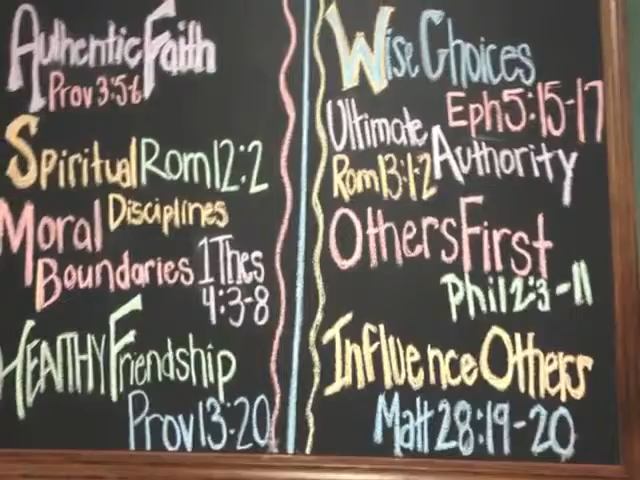 Authentic Faith
Prov 3:5-6
Spiritual Rom 12:2
Disciplines
Moral
Boundaries 1 Thes
4:3-8
HEAlTHY Friendship
Prov 13:20
Wise Choices
Eph 5:15-17
Ultimate
Authority
Rom 13:1-2
Others First
Phil 2:3-11
Influence Others
Matt 28:19-20